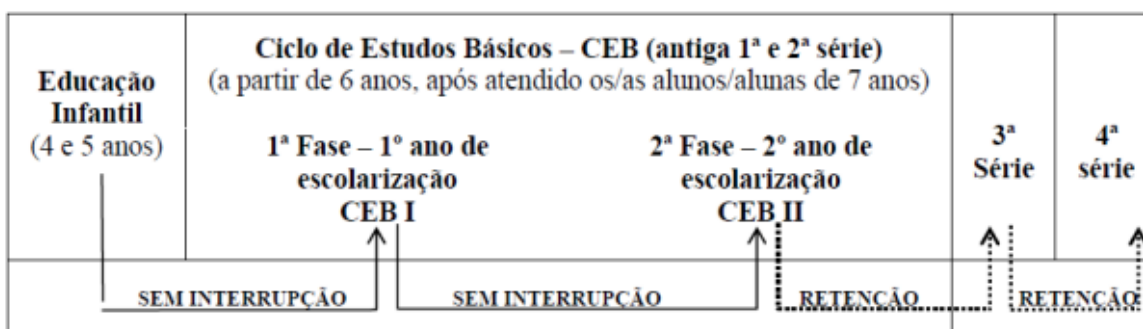 Educação
Infantil
(4 e 5 anos)
Ciclo de Estudos Básicos – CEB (antiga 1ª e 2ª série)
(a partir de 6 anos, após atendido os/as alunos/alunas de 7 anos)
1ª Fase – 1º ano de
escolarização
CEB I
2ª Fase – 2º ano de
escolarização
CEB II
3ª
Série
4ª
série
SEM INTERRUPÇÃO
SEM INTERRUPÇÃO
RETENÇÃO
RETENÇÃO